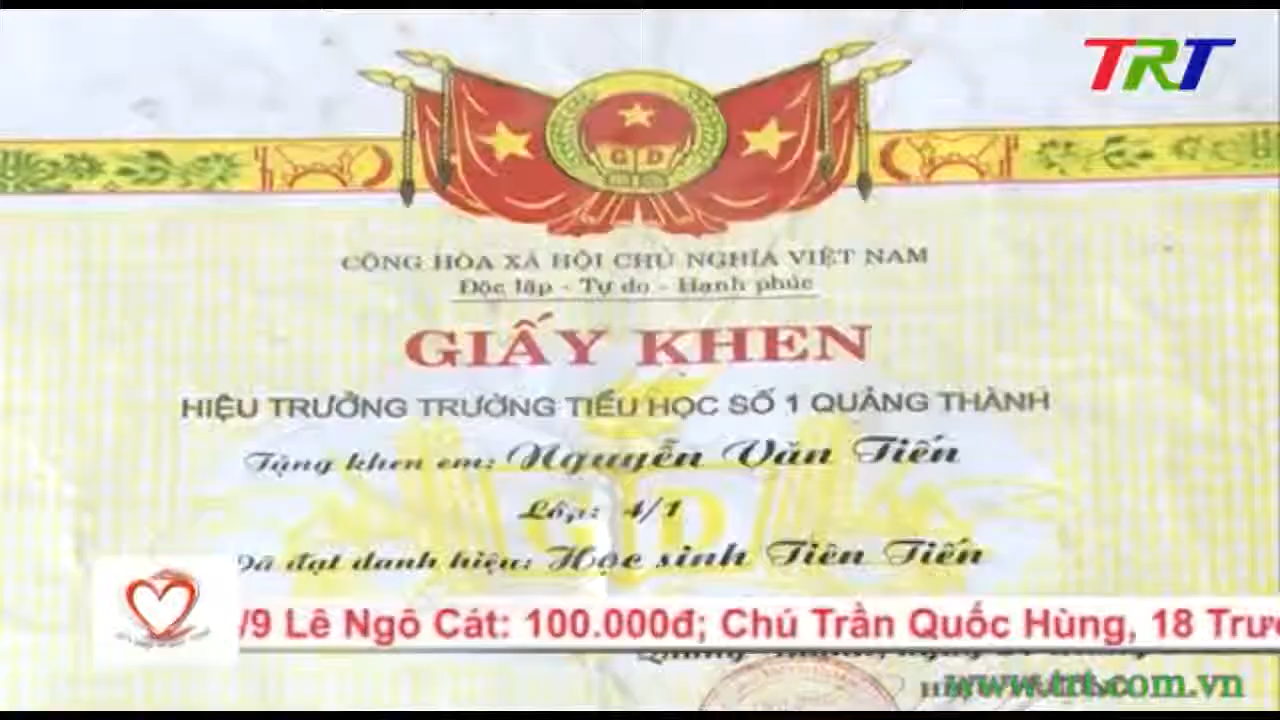 TRT
GD
CỘNG HÒA XÃ HỘI CHỦ NGHĨA VIỆT NAM
Độc lập - Tự do - Hạnh phúc
GIẤY KHEN
HIỆU TRƯỞNG TRƯỜNG TIỂU HỌC SỐ 1 QUẢNG THÀNH
Tặng khen em: Nguyễn Văn Tiến
Lớp: 4/1
GD
Đã đạt danh hiệu: Học sinh Tiên Tiến
/9 Lê Ngô Cát: 100.000đ; Chú Trần Quốc Hùng, 18
www.trt.com.vn